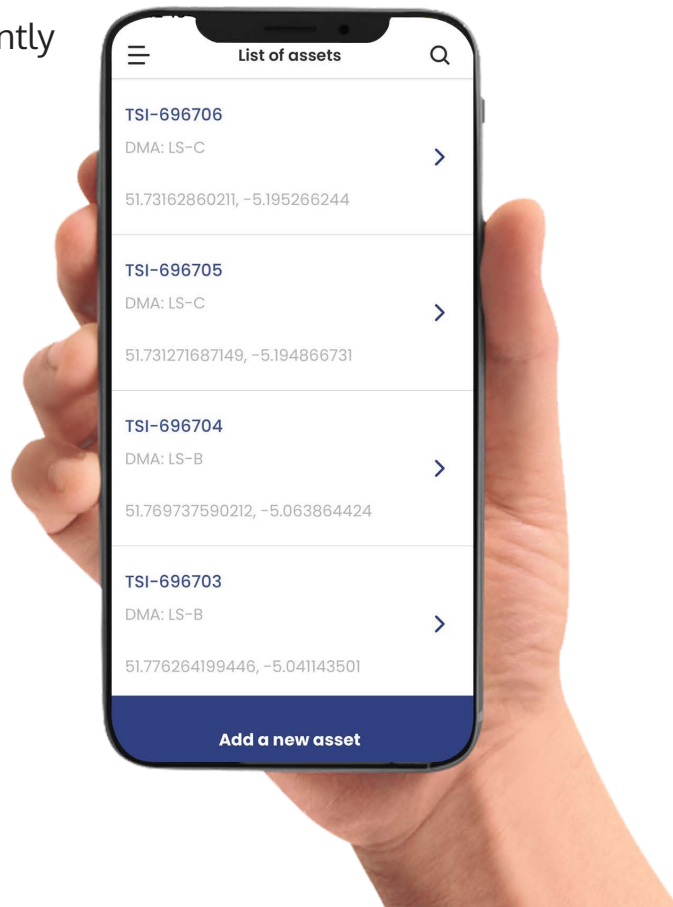 ntly
List of assets
TSI-696706
DMA: LS-C
51.73162860211, -5.195266244
TSI-696705
DMA: LS-C
51.731271687149, -5.194866731
TSI-696704
DMA: LS-B
51.769737590212, -5.063864424
TSI-696703
DMA: LS-B
51.776264199446, -5.041143501
Add a new asset